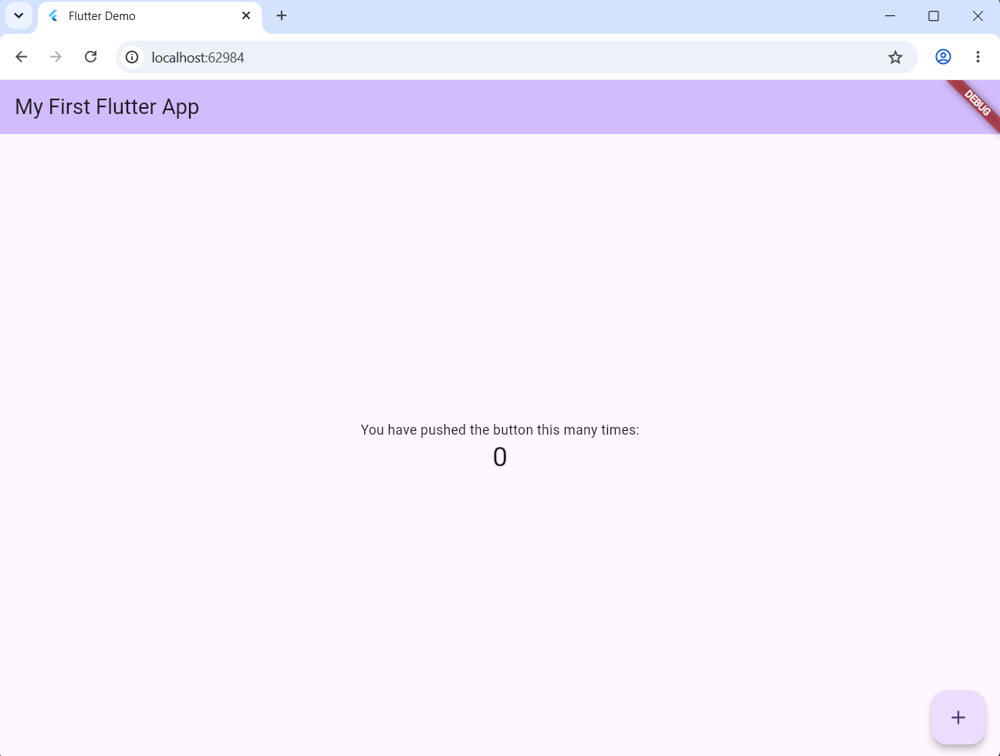 Flutter Demo
localhost:62984
My First Flutter App
DEBUG
You have pushed the button this many times:
0